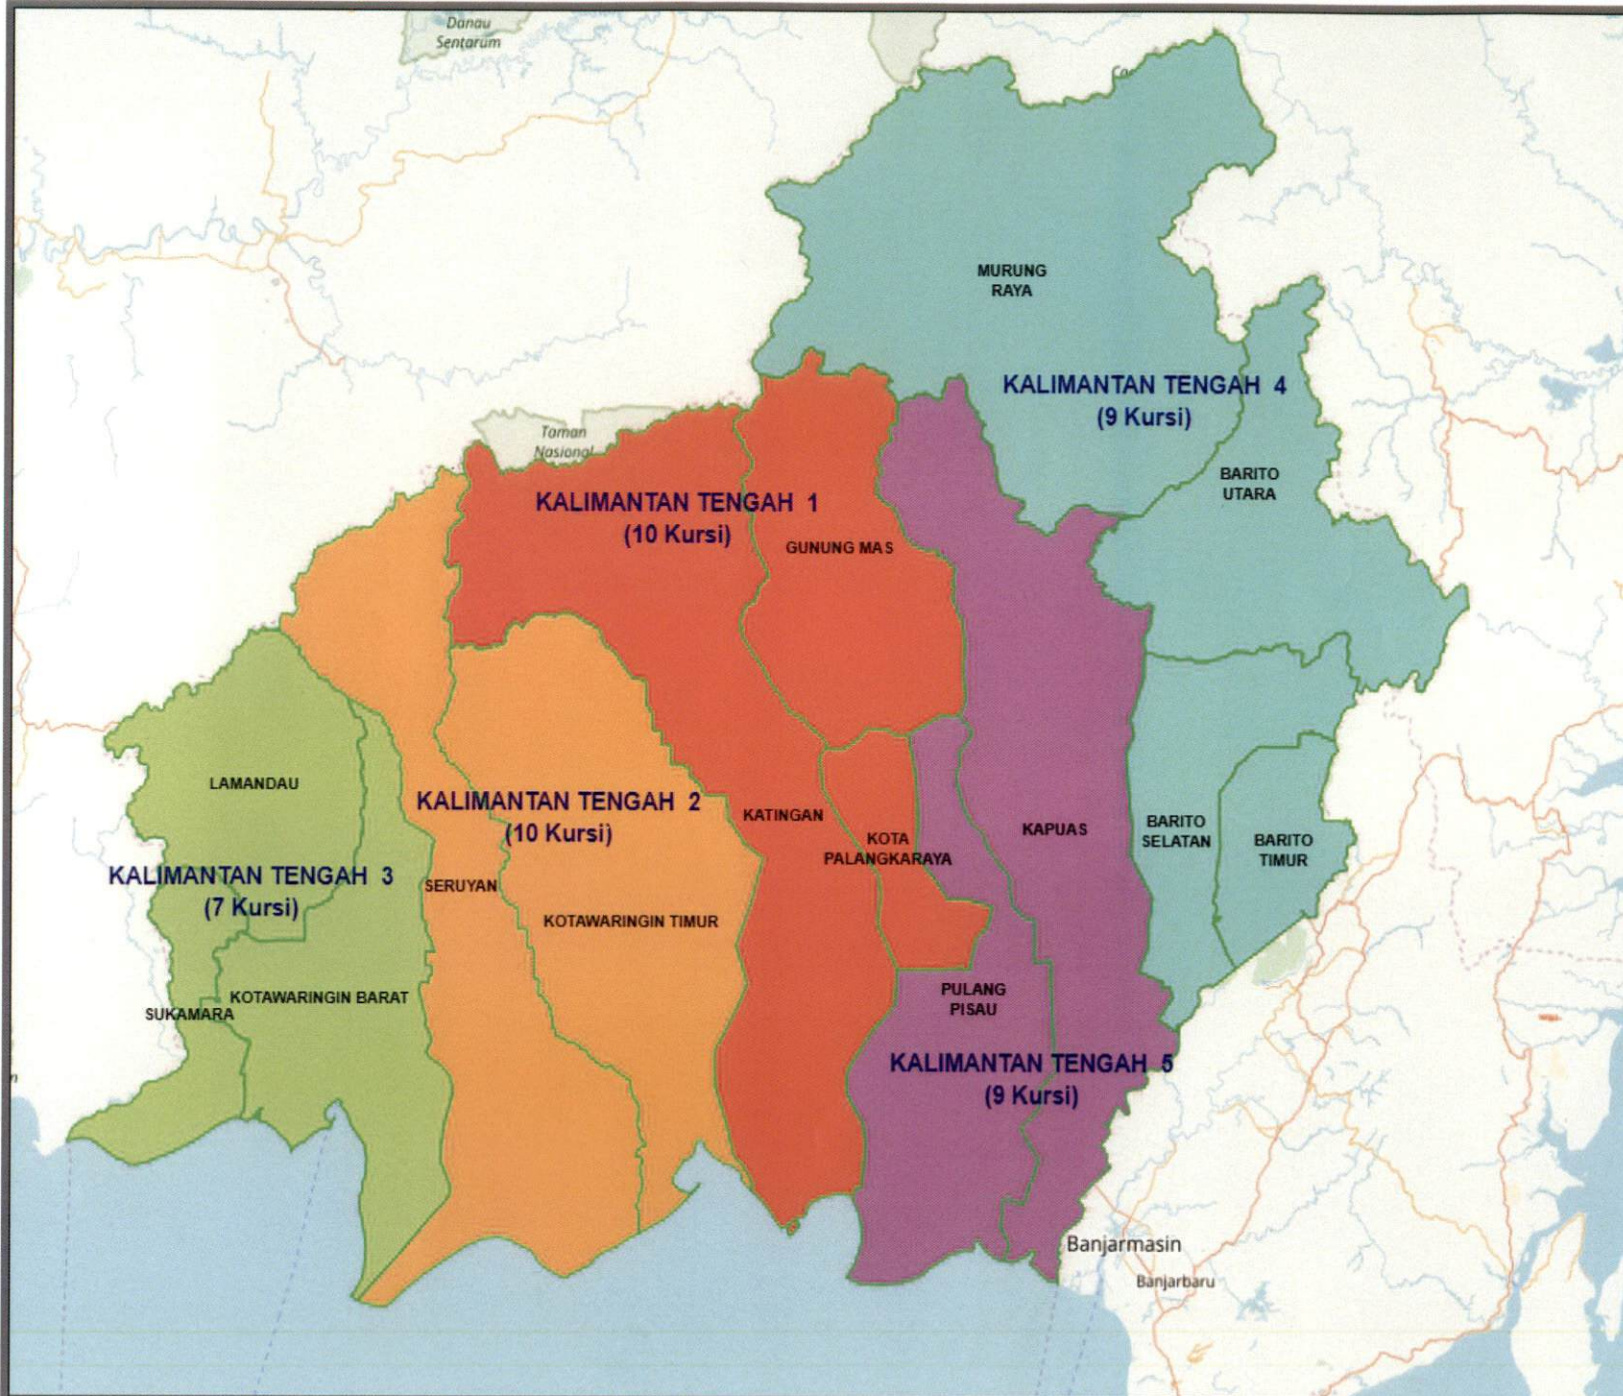 Danau
Sentarum
MURUNG
RAYA
KALIMANTAN TENGAH 4
(9 Kursi)
Taman
Nasional
BARITO
UTARA
KALIMANTAN TENGAH 1
(10 Kursi)
GUNUNG MAS
LAMANDAU
KALIMANTAN TENGAH 2
(10 Kursi)
KATINGAN
KOTA
PALANGKARAYA
KAPUAS
BARITO
SELATAN
BARITO
TIMUR
KALIMANTAN TENGAH 3
(7 Kursi)
SERUYAN
KOTAWARINGIN TIMUR
KOTAWARINGIN BARAT
SUKAMARA
PULANG
PISAU
KALIMANTAN TENGAH 5
(9 Kursi)
Banjarmasin
Banjarbaru